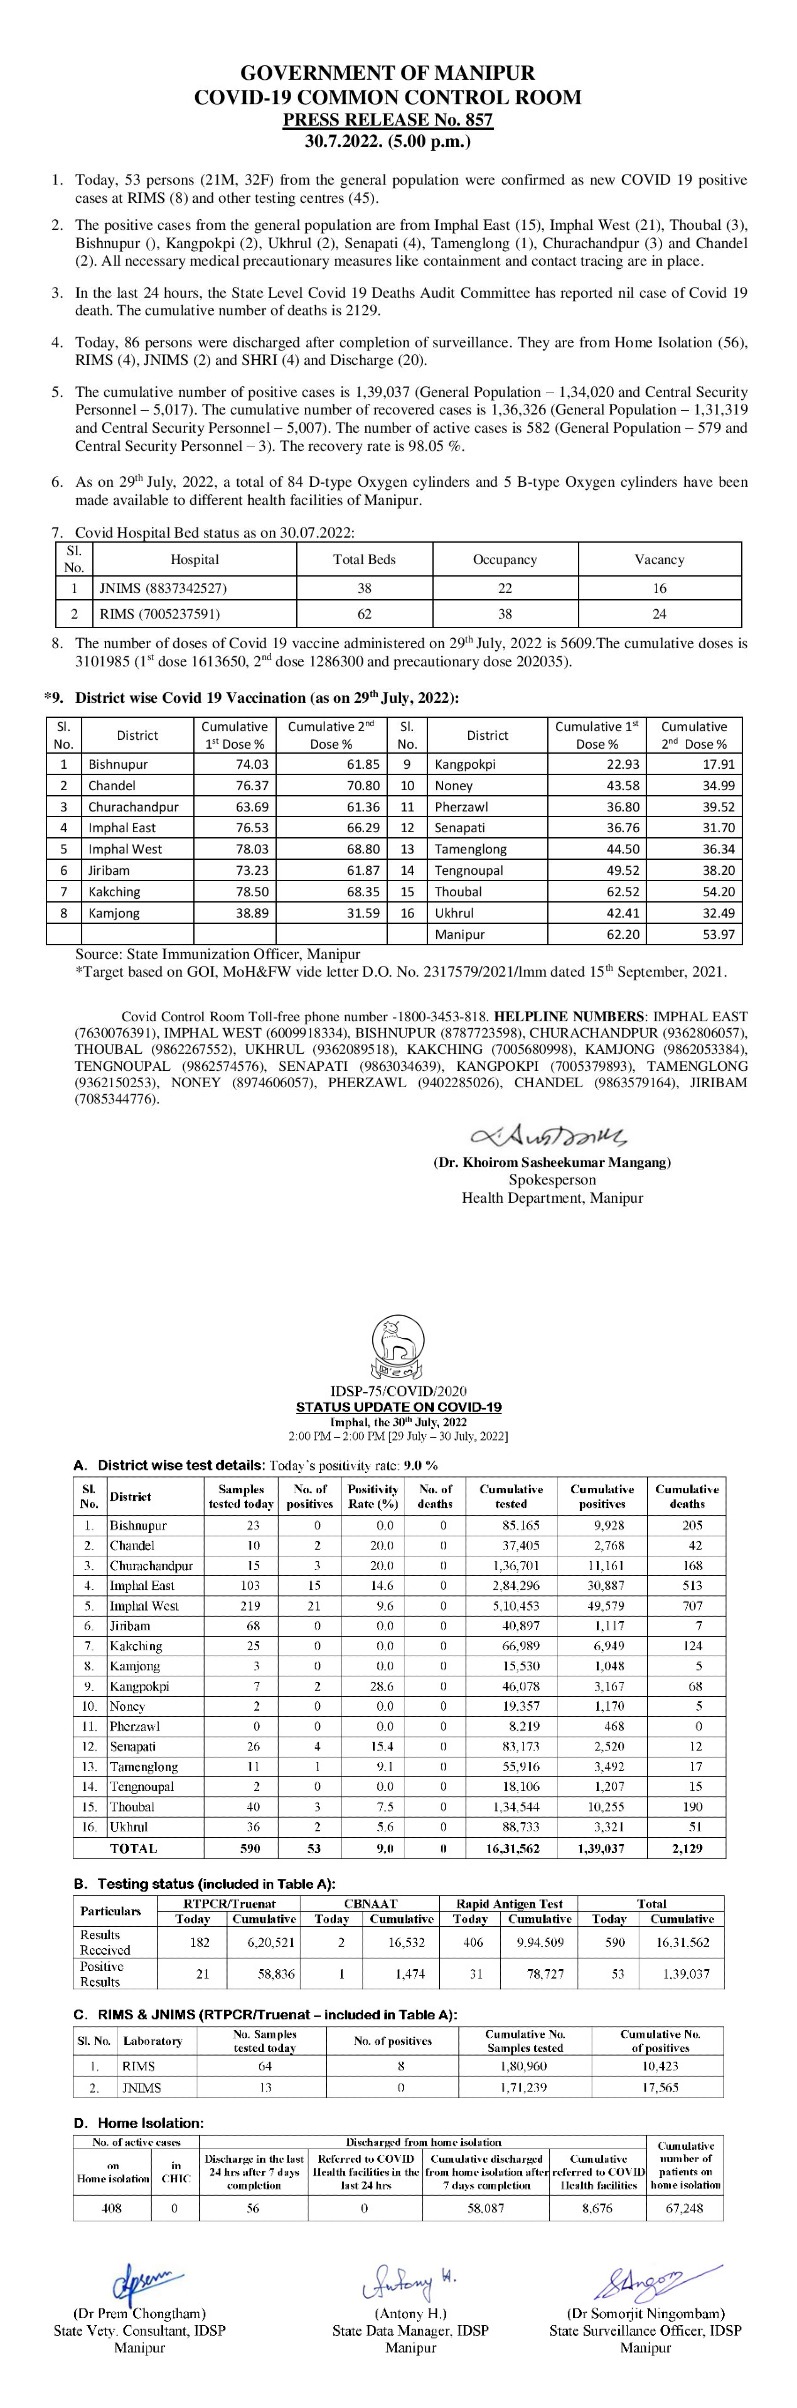 GOVERNMENT OF MANIPUR
COVID-19 COMMON CONTROL ROOM
PRESS RELEASE No. 857
30.7.2022. (5.00 p.m.)
1. Today, 53 persons (21M, 32F) from the general population were confirmed as new COVID 19 positive
cases at RIMS (8) and other testing centres (45).
2. The positive cases from the general population are from Imphal East (15), Imphal West (21), Thoubal (3),
Bishnupur (), Kangpokpi (2), Ukhrul (2), Senapati (4), Tamenglong (1), Churachandpur (3) and Chandel
(2). All necessary medical precautionary measures like containment and contact tracing are in place.
3. In the last 24 hours, the State Level Covid 19 Deaths Audit Committee has reported nil case of Covid 19
death. The cumulative number of deaths is 2129.
4. Today, 86 persons were discharged after completion of surveillance. They are from Home Isolation (56),
RIMS (4), JNIMS (2) and SHRI (4) and Discharge (20).
5. The cumulative number of positive cases is 1,39,037 (General Population – 1,34,020 and Central Security
Personnel – 5,017). The cumulative number of recovered cases is 1,36,326 (General Population – 1,31,319
and Central Security Personnel – 5,007). The number of active cases is 582 (General Population – 579 and
Central Security Personnel – 3). The recovery rate is 98.05 %.
6. As on 29th July, 2022, a total of 84 D-type Oxygen cylinders and 5 B-type Oxygen cylinders have been
made available to different health facilities of Manipur.
7. Covid Hospital Bed status as on 30.07.2022:
Sl. No. Hospital Total Beds Occupancy Vacancy
1 JNIMS (8837342527) 38 22 16
2 RIMS (7005237591) 62 38 24
8. The number of doses of Covid 19 vaccine administered on 29th July, 2022 is 5609.The cumulative doses is
3101985 (1st dose 1613650, 2nd dose 1286300 and precautionary dose 202035).
*9. District wise Covid 19 Vaccination (as on 29th July, 2022):
Sl. No. District Cumulative 1st Dose % Cumulative 2nd Dose % Sl. No. District Cumulative 1st Dose % Cumulative 2nd Dose %
1 Bishnupur 74.03 61.85 9 Kangpokpi 22.93 17.91
2 Chandel 76.37 70.80 10 Noney 43.58 34.99
3 Churachandpur 63.69 61.36 11 Pherzawl 36.80 39.52
4 Imphal East 76.53 66.29 12 Senapati 36.76 31.70
5 Imphal West 78.03 68.80 13 Tamenglong 44.50 36.34
6 Jiribam 73.23 61.87 14 Tengnoupal 49.52 38.20
7 Kakching 78.50 68.35 15 Thoubal 62.52 54.20
8 Kamjong 38.89 31.59 16 Ukhrul 42.41 32.49
Manipur 62.20 53.97
Source: State Immunization Officer, Manipur
*Target based on GOI, MoH&FW vide letter D.O. No. 2317579/2021/Imm dated 15th September, 2021.
Covid Control Room Toll-free phone number -1800-3453-818. HELPLINE NUMBERS: IMPHAL EAST
(7630076391), IMPHAL WEST (6009918334), BISHNUPUR (8787723598), CHURACHANDPUR (9362806057),
THOUBAL (9862267552), UKHRUL (9362089518), KAKCHING (7005680998), KAMJONG (9862053384),
TENGNOUPAL (9862574576), SENAPATI (9863034639), KANGPOKPI (7005379893), TAMENGLONG
(9362150253), NONEY (8974606057), PHERZAWL (9402285026), CHANDEL (9863579164), JIRIBAM
(7085344776).
(Dr. Khoirom Sasheekumar Mangang)
Spokesperson
Health Department, Manipur
IDSP-75/COVID/2020
STATUS UPDATE ON COVID-19
Imphal, the 30th July, 2022
2:00 PM – 2:00 PM [29 July – 30 July, 2022]
A. District wise test details: Today's positivity rate: 9.0 %
Sl. No. District Samples tested today No. of positives Positivity Rate (%) No. of deaths Cumulative tested Cumulative positives Cumulative deaths
1. Bishnupur 23 0 0.0 0 85,165 9,928 205
2. Chandel 10 2 20.0 0 37,405 2,768 42
3. Churachandpur 15 3 20.0 0 1,36,701 11,161 168
4. Imphal East 103 15 14.6 0 2,84,296 30,887 513
5. Imphal West 219 21 9.6 0 5,10,453 49,579 707
6. Jiribam 68 0 0.0 0 40,897 1,117 7
7. Kakching 25 0 0.0 0 66,989 6,949 124
8. Kamjong 3 0 0.0 0 15,530 1,048 5
9. Kangpokpi 7 2 28.6 0 46,078 3,167 68
10. Noney 2 0 0.0 0 19,357 1,170 5
11. Pherzawl 0 0 0.0 0 8,219 468 0
12. Senapati 26 4 15.4 0 83,173 2,520 12
13. Tamenglong 11 1 9.1 0 55,916 3,492 17
14. Tengnoupal 2 0 0.0 0 18,106 1,207 15
15. Thoubal 40 3 7.5 0 1,34,544 10,255 190
16. Ukhrul 36 2 5.6 0 88,733 3,321 51
TOTAL 590 53 9.0 0 16,31,562 1,39,037 2,129
B. Testing status (included in Table A):
Particulars RTPCR/Truenat CBNAAT Rapid Antigen Test Total
Today Cumulative Today Cumulative Today Cumulative Today Cumulative
Results Received 182 6,20,521 2 16,532 406 9,94,509 590 16,31,562
Positive Results 21 58,836 1 1,474 31 78,727 53 1,39,037
C. RIMS & JNIMS (RTPCR/Truenat – included in Table A):
Sl. No. Laboratory No. Samples tested today No. of positives Cumulative No. Samples tested Cumulative No. of positives
1. RIMS 64 8 1,80,960 10,423
2. JNIMS 13 0 1,71,239 17,565
D. Home Isolation:
No. of active cases Discharged from home isolation Cumulative number of patients on home isolation
on Home isolation in CHIC Discharge in the last 24 hrs after 7 days completion Referred to COVID Health facilities in the last 24 hrs Cumulative discharged from home isolation after 7 days completion Cumulative referred to COVID Health facilities
408 0 56 0 58,087 8,676 67,248
(Dr Prem Chongtham) (Antony H.) (Dr Somorjit Ningombam)
State Vety. Consultant, IDSP State Data Manager, IDSP State Surveillance Officer, IDSP
Manipur Manipur Manipur